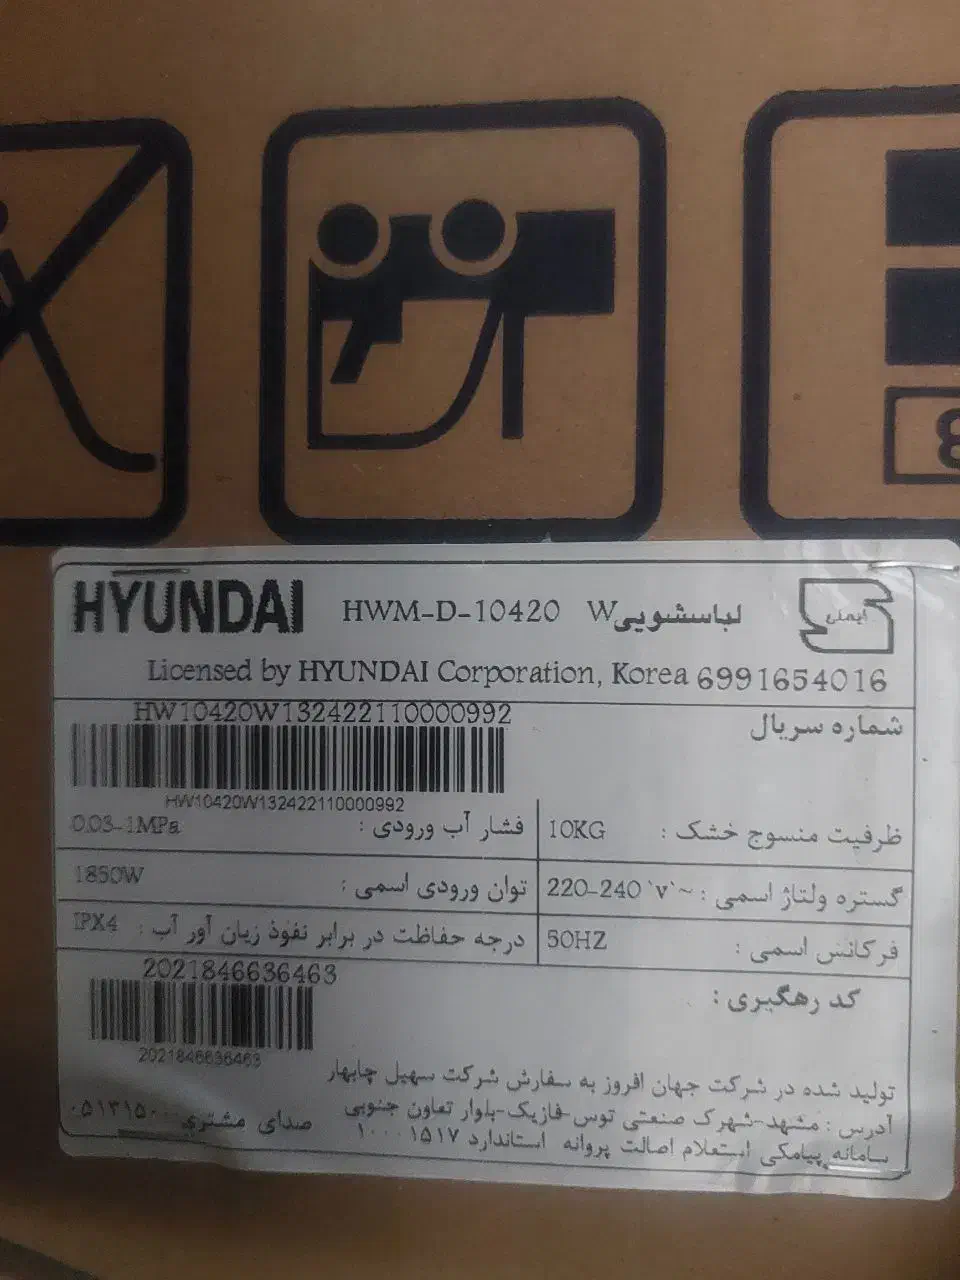 8
HYUNDAI HWM-D-10420 W لباسشویی
ایمنی
Licensed by HYUNDAI Corporation, Korea 6991654016
HW10420W132422110000992
شماره سریال
HW10420W132422110000992
ظرفیت منسوج خشک : 10KG
فشار آب ورودی : 0.03-1MPa
گستره ولتاژ اسمی : 220-240 `v` ~
توان ورودی اسمی : 1850W
فرکانس اسمی : 50HZ
درجه حفاظت در برابر نفوذ زیان آور آب : IPX4
2021846636463
کد رهگیری :
2021846636463
تولید شده در شرکت جهان افروز به سفارش شرکت سهیل چابهار
آدرس : مشهد-شهرک صنعتی توس-فازیک-بلوار تعاون جنوبی
صدای مشتری
سامانه پیامکی استعلام اصالت پروانه استاندارد ۱۰۰۰۱۵۱۷